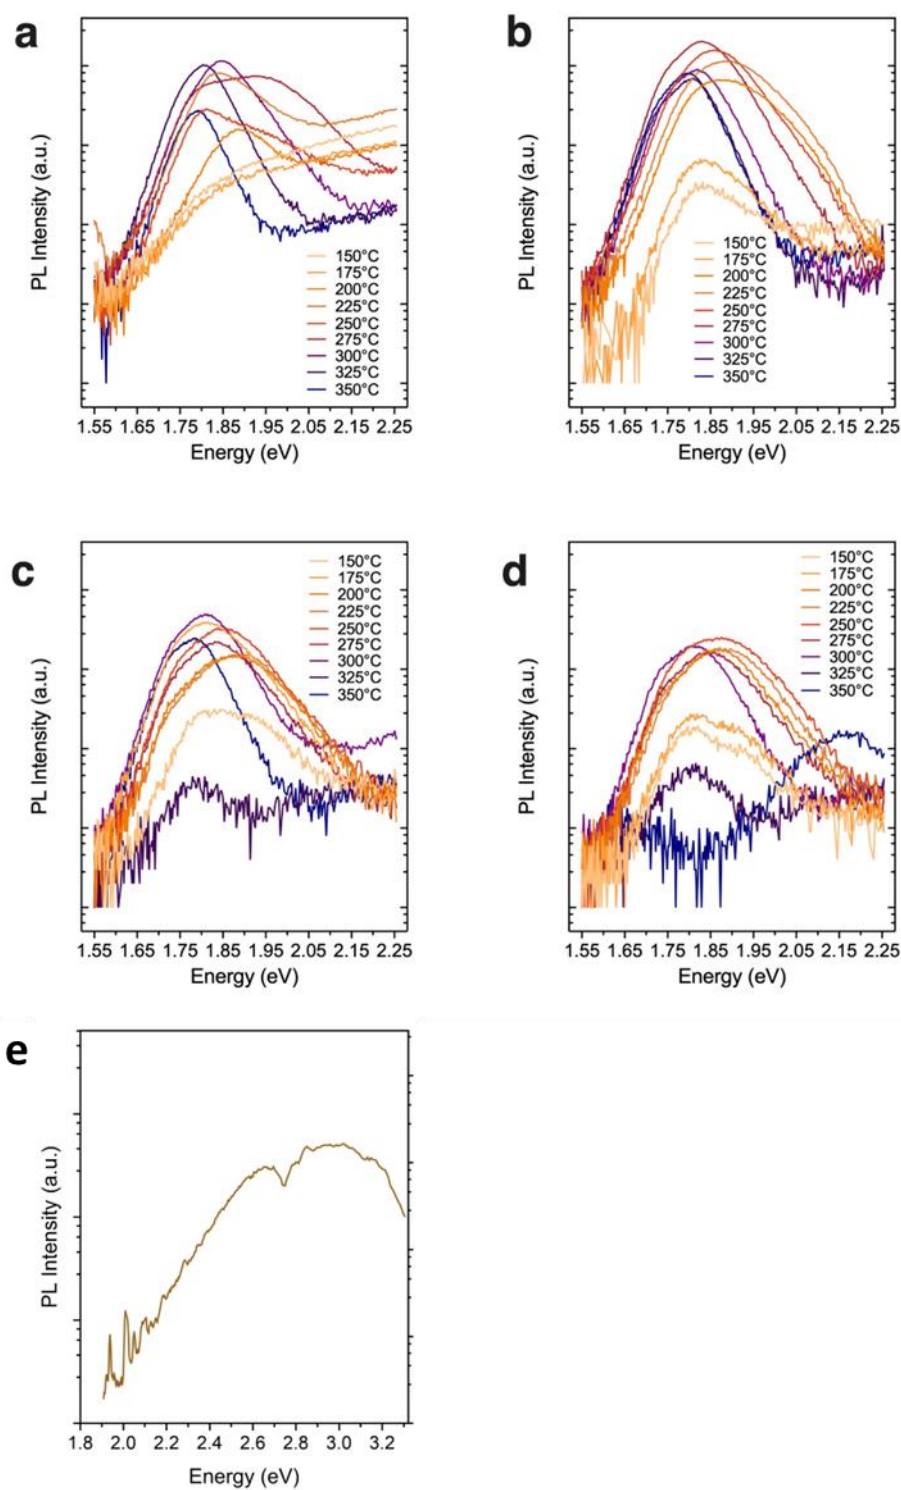 a
PL Intensity (a.u.)
150°C
175°C
200°C
225°C
250°C
275°C
300°C
325°C
350°C
1.55 1.65 1.75 1.85 1.95 2.05 2.15 2.25
Energy (eV)
b
PL Intensity (a.u.)
150°C
175°C
200°C
225°C
250°C
275°C
300°C
325°C
350°C
1.55 1.65 1.75 1.85 1.95 2.05 2.15 2.25
Energy (eV)
c
PL Intensity (a.u.)
150°C
175°C
200°C
225°C
250°C
275°C
300°C
325°C
350°C
1.55 1.65 1.75 1.85 1.95 2.05 2.15 2.25
Energy (eV)
d
PL Intensity (a.u.)
150°C
175°C
200°C
225°C
250°C
275°C
300°C
325°C
350°C
1.55 1.65 1.75 1.85 1.95 2.05 2.15 2.25
Energy (eV)
e
PL Intensity (a.u.)
1.8 2.0 2.2 2.4 2.6 2.8 3.0 3.2
Energy (eV)